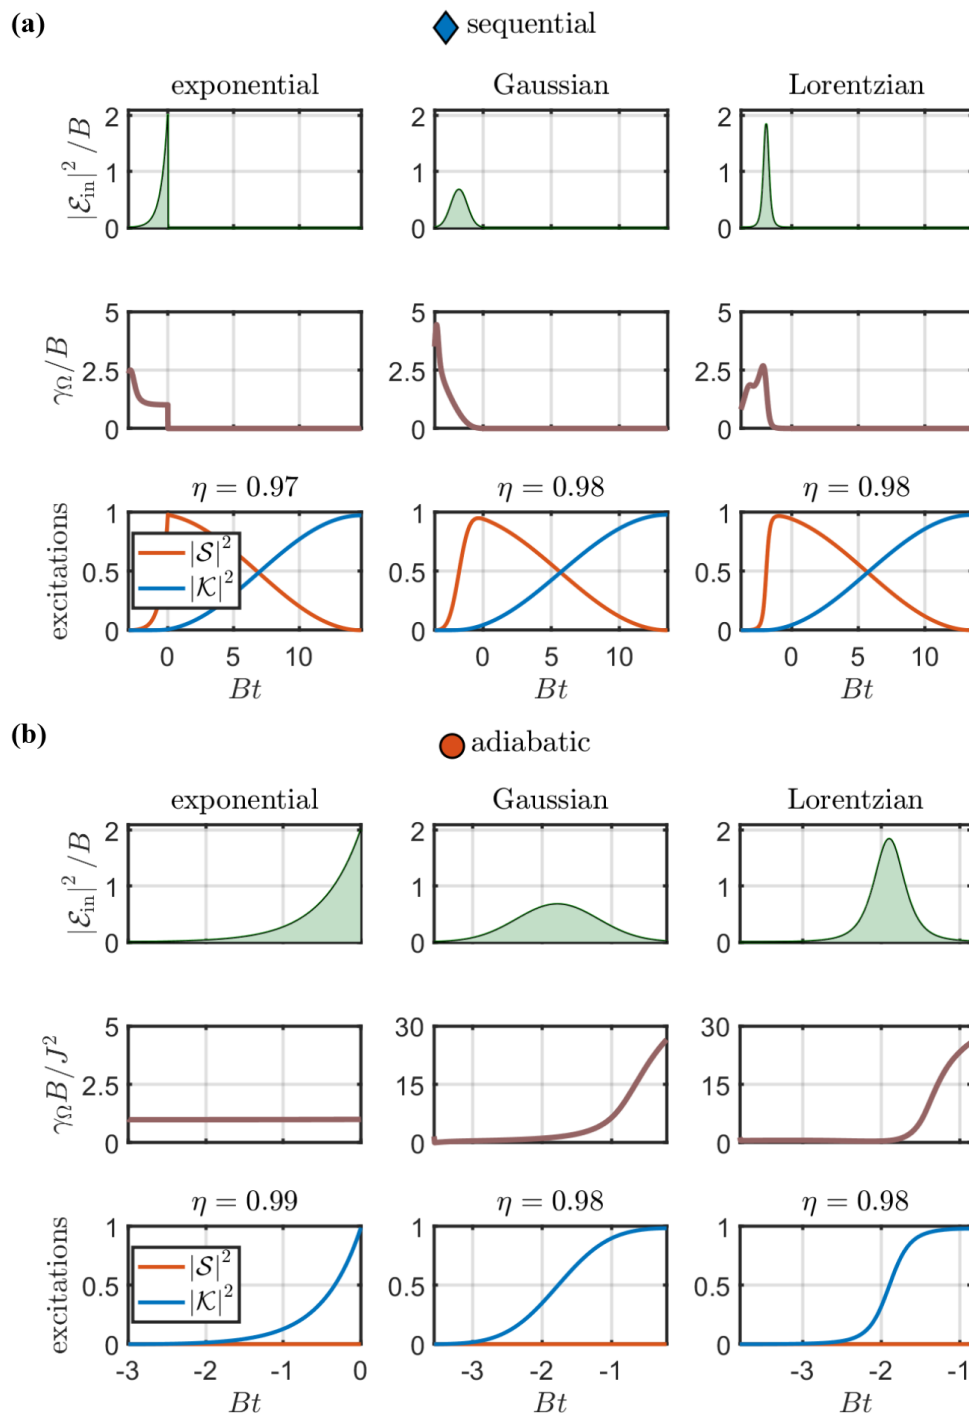 (a)
sequential
exponential Gaussian Lorentzian
|𝓔in|² /B
2 2 2
1 1 1
0 0 0
γΩ/B
5 5 5
2.5 2.5 2.5
0 0 0
η = 0.97 η = 0.98 η = 0.98
excitations
1 1 1
0.5 0.5 0.5
0 0 0
|𝓢|²
|𝓚|²
0 5 10 0 5 10 0 5 10
Bt Bt Bt
(b)
adiabatic
exponential Gaussian Lorentzian
|𝓔in|² /B
2 2 2
1 1 1
0 0 0
γΩB/J²
5 30 30
2.5 15 15
0 0 0
η = 0.99 η = 0.98 η = 0.98
excitations
1 1 1
0.5 0.5 0.5
0 0 0
|𝓢|²
|𝓚|²
-3 -2 -1 0 -3 -2 -1 -3 -2 -1
Bt Bt Bt